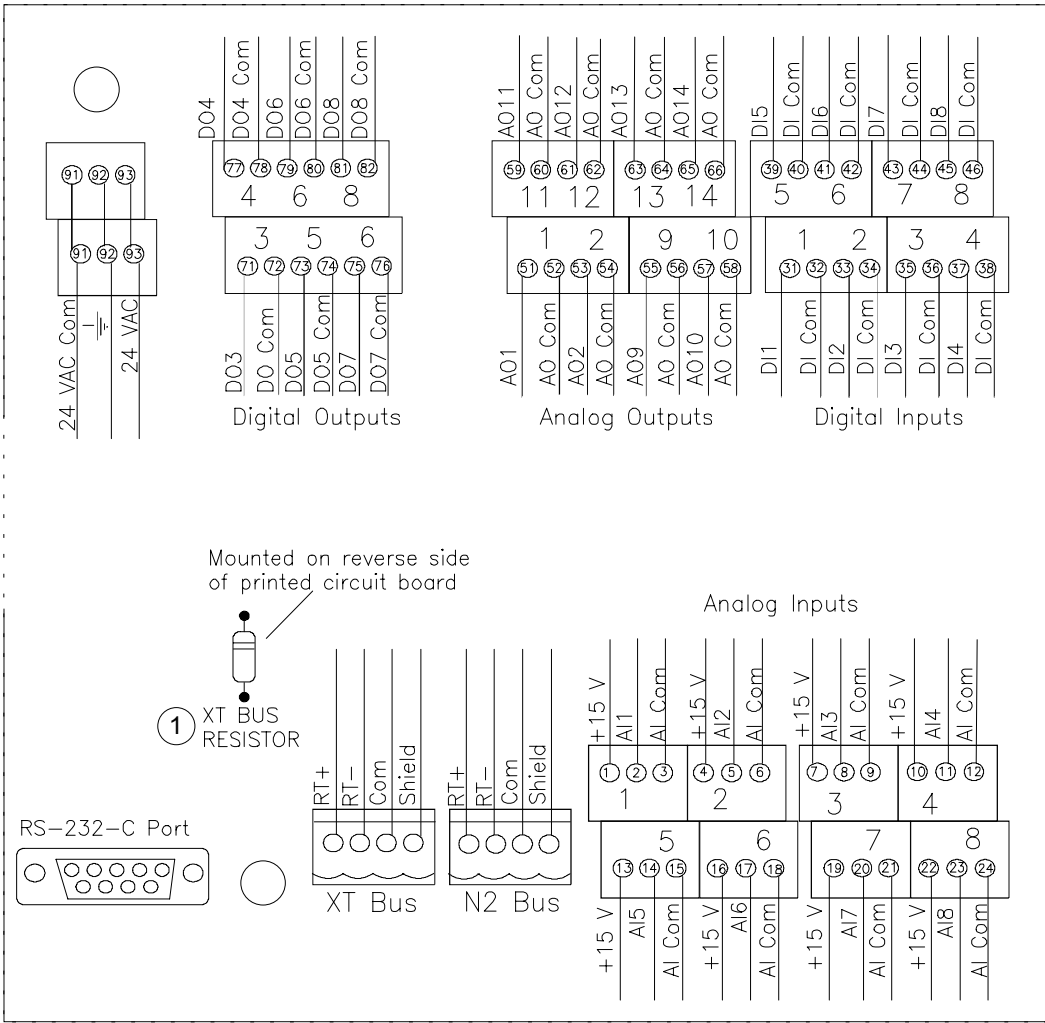 DO4 DO4 Com DO6 DO6 Com DO8 DO8 Com
AO11 AO Com AO12 AO Com AO13 AO Com AO14 AO Com
DI5 DI Com DI6 DI Com DI7 DI Com DI8 DI Com
91 92 93
77 78 79 80 81 82
4 6 8
59 60 61 62 63 64 65 66
11 12 13 14
39 40 41 42 43 44 45 46
5 6 7 8
91 92 93
3 5 6
71 72 73 74 75 76
1 2 9 10
51 52 53 54 55 56 57 58
1 2 3 4
31 32 33 34 35 36 37 38
24 VAC Com 24 VAC
DO3 DO Com DO5 DO5 Com DO7 DO7 Com
AO1 AO Com AO2 AO Com AO9 AO Com AO10 AO Com
DI1 DI Com DI2 DI Com DI3 DI Com DI4 DI Com
Digital Outputs
Analog Outputs
Digital Inputs
Mounted on reverse side
of printed circuit board
1 XT BUS
RESISTOR
RS-232-C Port
RT+ RT- Com Shield
XT Bus
RT+ RT- Com Shield
N2 Bus
Analog Inputs
+15 V AI1 AI Com +15 V AI2 AI Com +15 V AI3 AI Com +15 V AI4 AI Com
1 2 3 4 5 6 7 8 9 10 11 12
1 2 3 4
5 6 7 8
13 14 15 16 17 18 19 20 21 22 23 24
+15 V AI5 AI Com +15 V AI6 AI Com +15 V AI7 AI Com +15 V AI8 AI Com